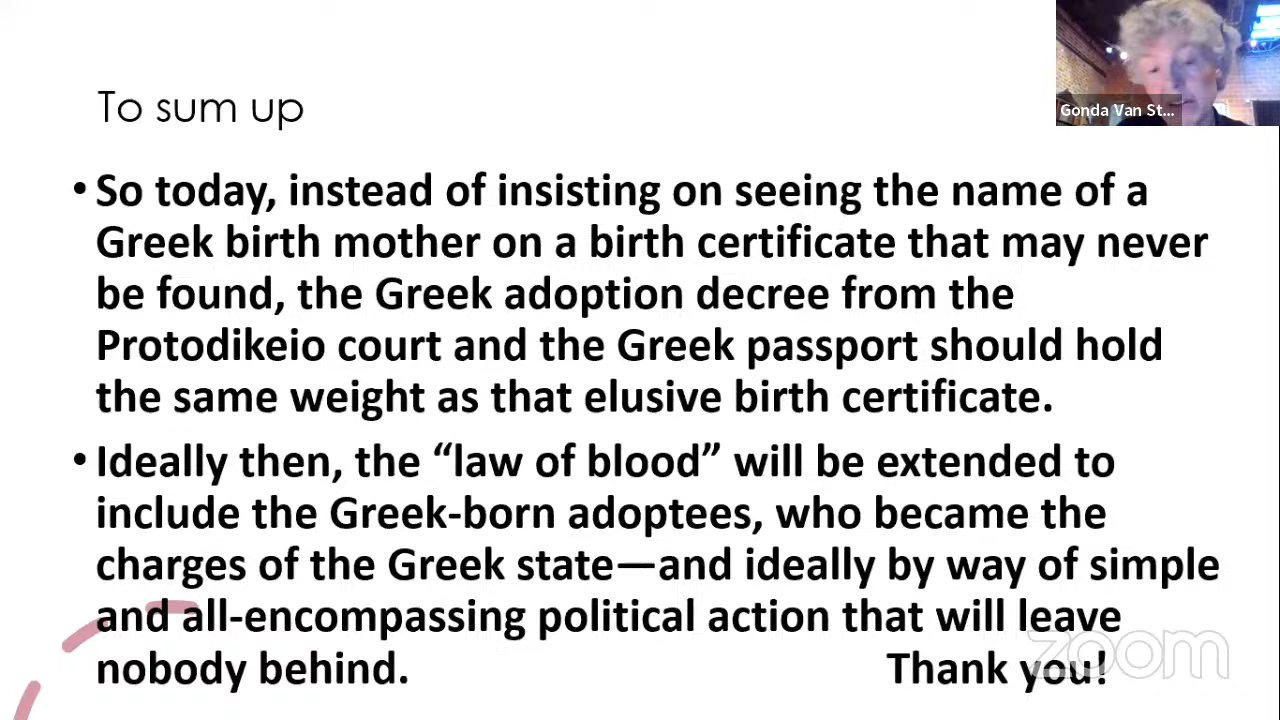 Gonda Van St...
To sum up
• So today, instead of insisting on seeing the name of a
Greek birth mother on a birth certificate that may never
be found, the Greek adoption decree from the
Protodikeio court and the Greek passport should hold
the same weight as that elusive birth certificate.
• Ideally then, the “law of blood” will be extended to
include the Greek-born adoptees, who became the
charges of the Greek state—and ideally by way of simple
and all-encompassing political action that will leave
nobody behind. Thank you!
zoom